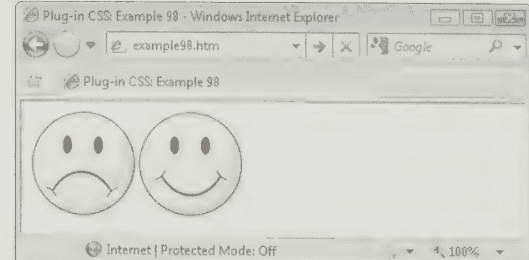 Plug-in CSS: Example 98 - Windows Internet Explorer
example98.htm
Google
Plug-in CSS: Example 98
Internet | Protected Mode: Off
100%